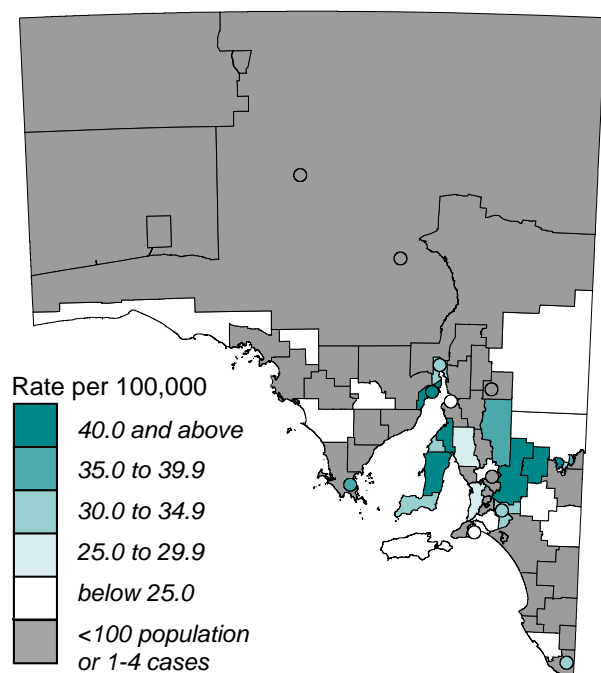 Rate per 100,000
40.0 and above
35.0 to 39.9
30.0 to 34.9
25.0 to 29.9
below 25.0
<100 population
or 1-4 cases